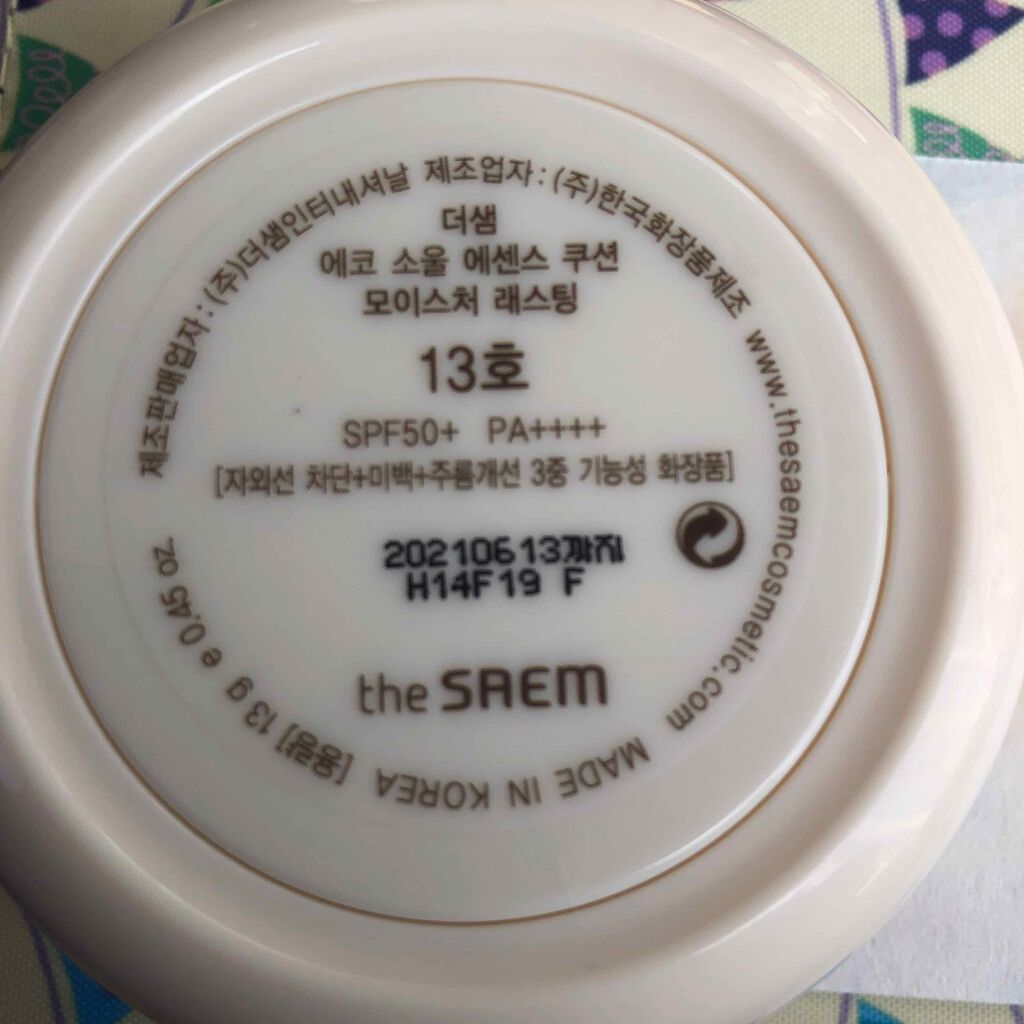 제조판매업자:(주)더샘인터내셔날 제조업자:(주)한국화장품제조 www.thesaemcosmetic.com
더샘
에코 소울 에센스 쿠션
모이스처 래스팅
13호
SPF50+ PA++++
[자외선 차단+미백+주름개선 3중 기능성 화장품]
20210613까지
H14F19 F
the SAEM
[용량] 13 g e 0.45 oz.
MADE IN KOREA